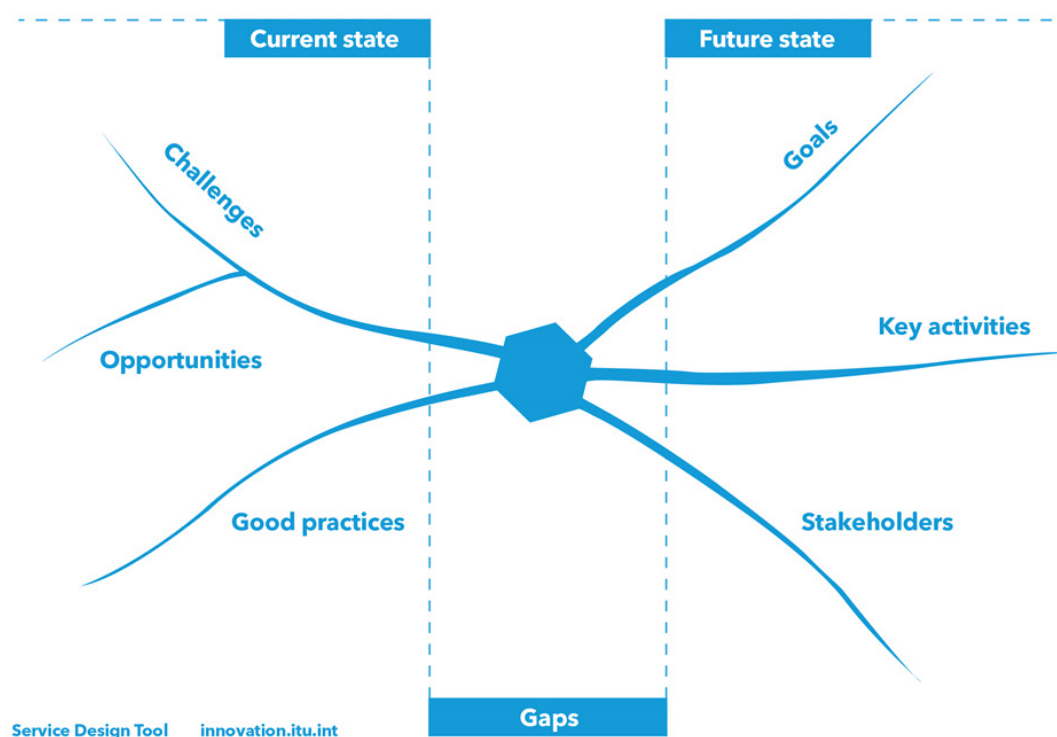 Current state
Future state
Challenges
Goals
Opportunities
Key activities
Good practices
Stakeholders
Gaps
Service Design Tool innovation.itu.int